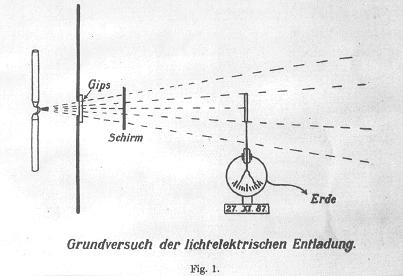 Gips
Schirm
Erde
27. XI. 87.
Grundversuch der lichtelektrischen Entladung.
Fig. 1.